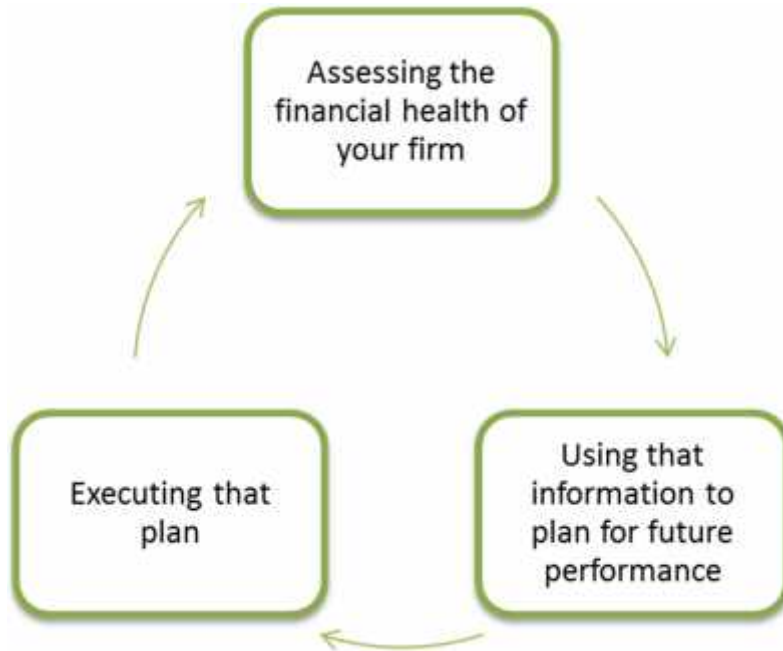 Assessing the
financial health of
your firm
Using that
information to
plan for future
performance
Executing that
plan